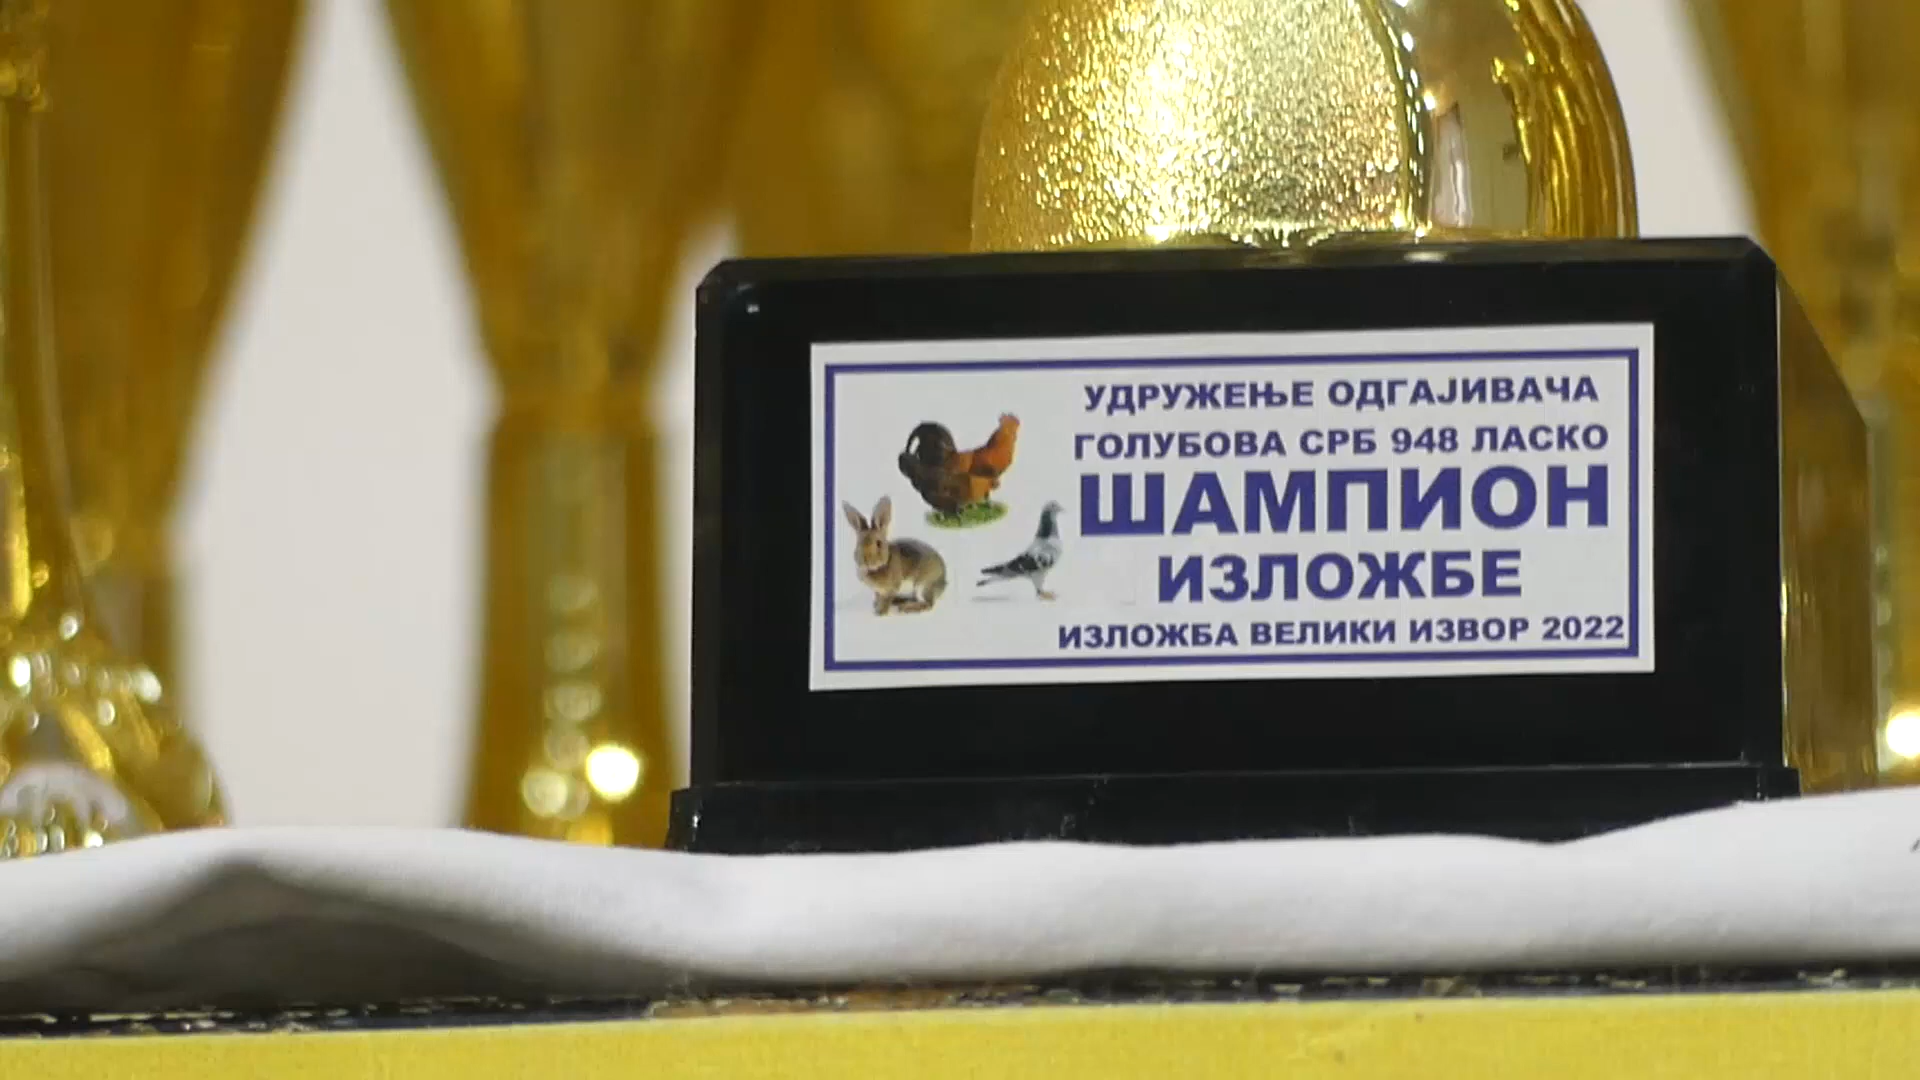 УДРУЖЕЊЕ ОДГАЈИВАЧА
ГОЛУБОВА СРБ 948 ЛАСКО
ШАМПИОН
ИЗЛОЖБЕ
ИЗЛОЖБА ВЕЛИКИ ИЗВОР 2022